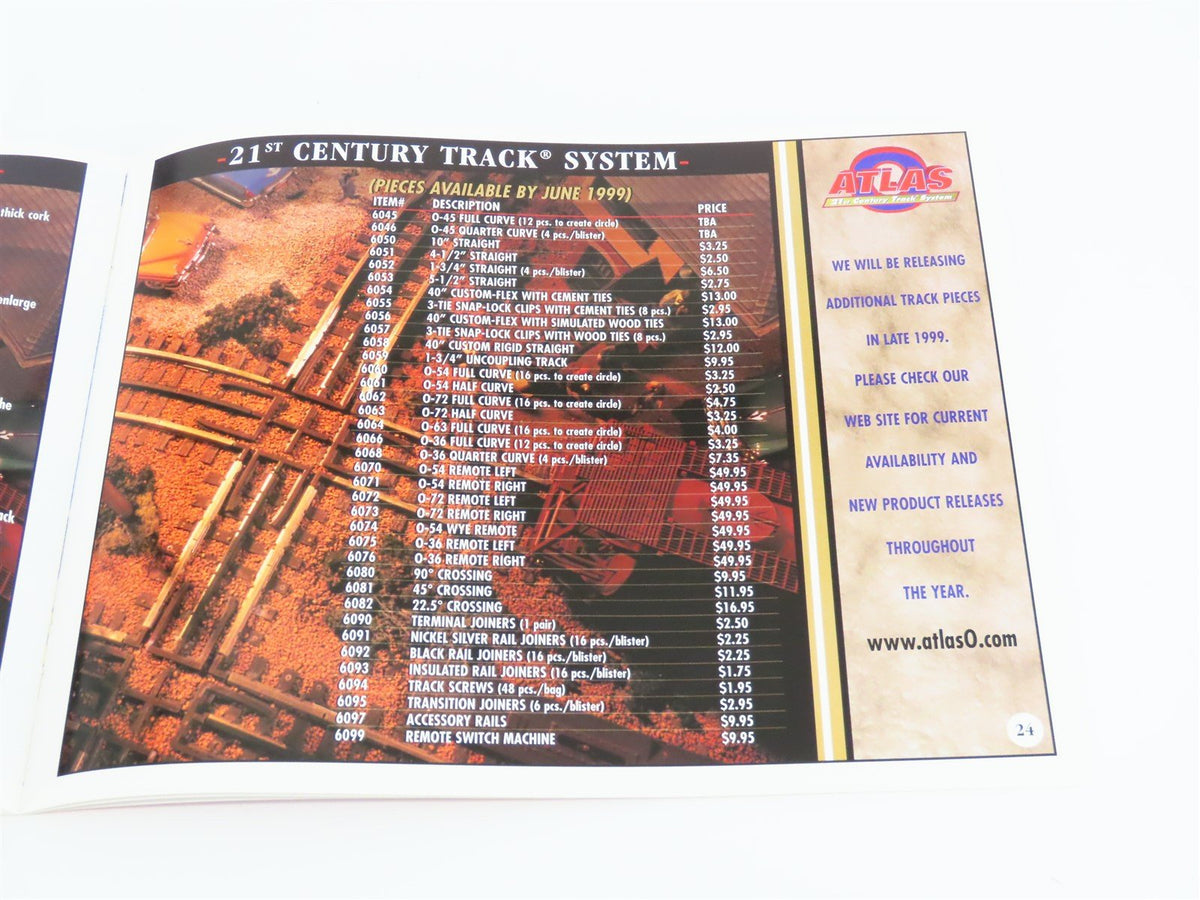 thick cork
enlarge
he
ack
-21ST CENTURY TRACK® SYSTEM-
(PIECES AVAILABLE BY JUNE 1999)
ITEM# DESCRIPTION PRICE
6045 O-45 FULL CURVE (12 pcs. to create circle) TBA
6046 O-45 QUARTER CURVE (4 pcs./blister) TBA
6050 10" STRAIGHT $3.25
6051 4-1/2" STRAIGHT $2.50
6052 1-3/4" STRAIGHT (4 pcs./blister) $6.50
6053 5-1/2" STRAIGHT $2.75
6054 40" CUSTOM-FLEX WITH CEMENT TIES $13.00
6055 3-TIE SNAP-LOCK CLIPS WITH CEMENT TIES (8 pcs.) $2.95
6056 40" CUSTOM-FLEX WITH SIMULATED WOOD TIES $13.00
6057 3-TIE SNAP-LOCK CLIPS WITH WOOD TIES (8 pcs.) $2.95
6058 40" CUSTOM RIGID STRAIGHT $12.00
6059 1-3/4" UNCOUPLING TRACK $9.95
6060 O-54 FULL CURVE (16 pcs. to create circle) $3.25
6061 O-54 HALF CURVE $2.50
6062 O-72 FULL CURVE (16 pcs. to create circle) $4.75
6063 O-72 HALF CURVE $3.25
6064 O-63 FULL CURVE (16 pcs. to create circle) $4.00
6066 O-36 FULL CURVE (12 pcs. to create circle) $3.25
6068 O-36 QUARTER CURVE (4 pcs./blister) $7.35
6070 O-54 REMOTE LEFT $49.95
6071 O-54 REMOTE RIGHT $49.95
6072 O-72 REMOTE LEFT $49.95
6073 O-72 REMOTE RIGHT $49.95
6074 O-54 WYE REMOTE $49.95
6075 O-36 REMOTE LEFT $49.95
6076 O-36 REMOTE RIGHT $49.95
6080 90° CROSSING $9.95
6081 45° CROSSING $11.95
6082 22.5° CROSSING $16.95
6090 TERMINAL JOINERS (1 pair) $2.50
6091 NICKEL SILVER RAIL JOINERS (16 pcs./blister) $2.25
6092 BLACK RAIL JOINERS (16 pcs./blister) $2.25
6093 INSULATED RAIL JOINERS (16 pcs./blister) $1.75
6094 TRACK SCREWS (48 pcs./bag) $1.95
6095 TRANSITION JOINERS (6 pcs./blister) $2.95
6097 ACCESSORY RAILS $9.95
6099 REMOTE SWITCH MACHINE $9.95
ATLAS
21st Century Track System
WE WILL BE RELEASING
ADDITIONAL TRACK PIECES
IN LATE 1999.
PLEASE CHECK OUR
WEB SITE FOR CURRENT
AVAILABILITY AND
NEW PRODUCT RELEASES
THROUGHOUT
THE YEAR.
www.atlasO.com
24